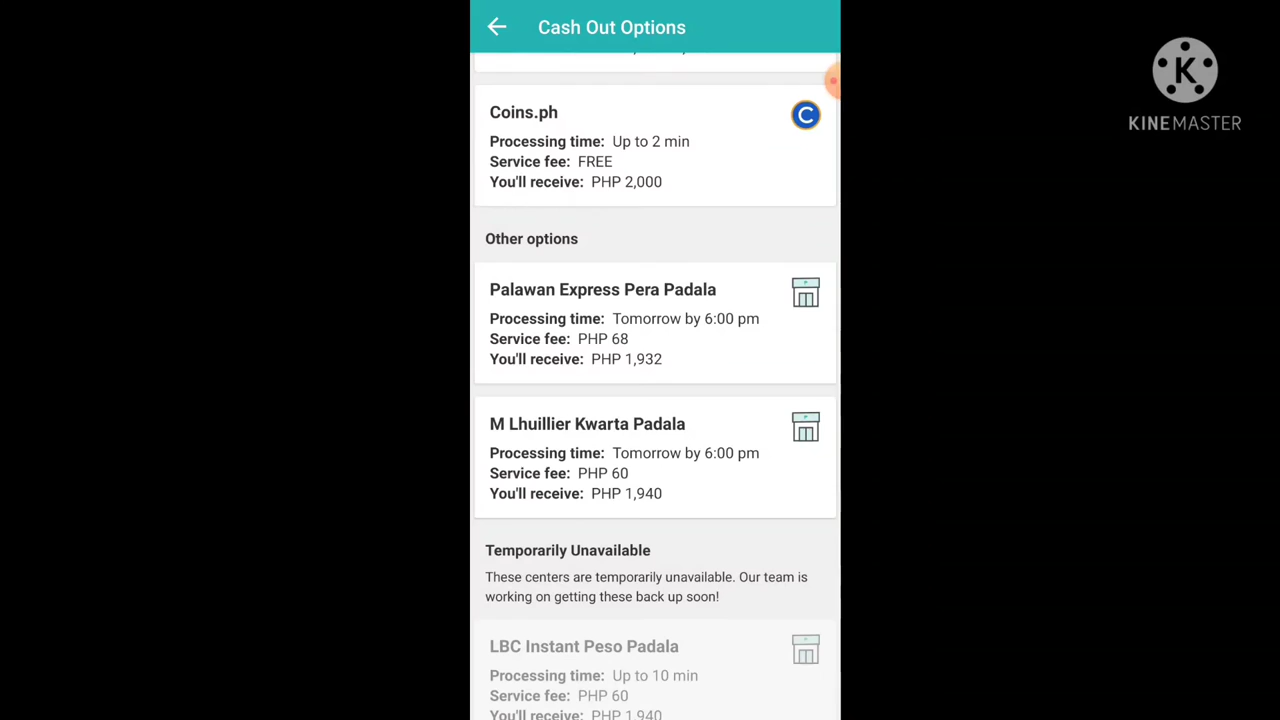 Cash Out Options
Coins.ph
Processing time: Up to 2 min
Service fee: FREE
You'll receive: PHP 2,000
Other options
Palawan Express Pera Padala
Processing time: Tomorrow by 6:00 pm
Service fee: PHP 68
You'll receive: PHP 1,932
M Lhuillier Kwarta Padala
Processing time: Tomorrow by 6:00 pm
Service fee: PHP 60
You'll receive: PHP 1,940
Temporarily Unavailable
These centers are temporarily unavailable. Our team is
working on getting these back up soon!
LBC Instant Peso Padala
Processing time: Up to 10 min
Service fee: PHP 60
You'll receive: PHP 1,940
K
KINEMASTER